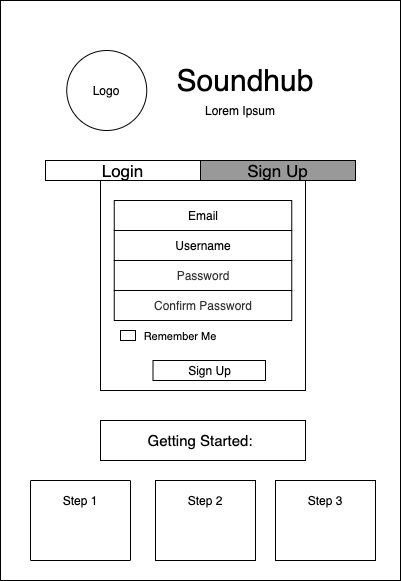 Logo
Soundhub
Lorem Ipsum
Login
Sign Up
Email
Username
Password
Confirm Password
Remember Me
Sign Up
Getting Started:
Step 1
Step 2
Step 3